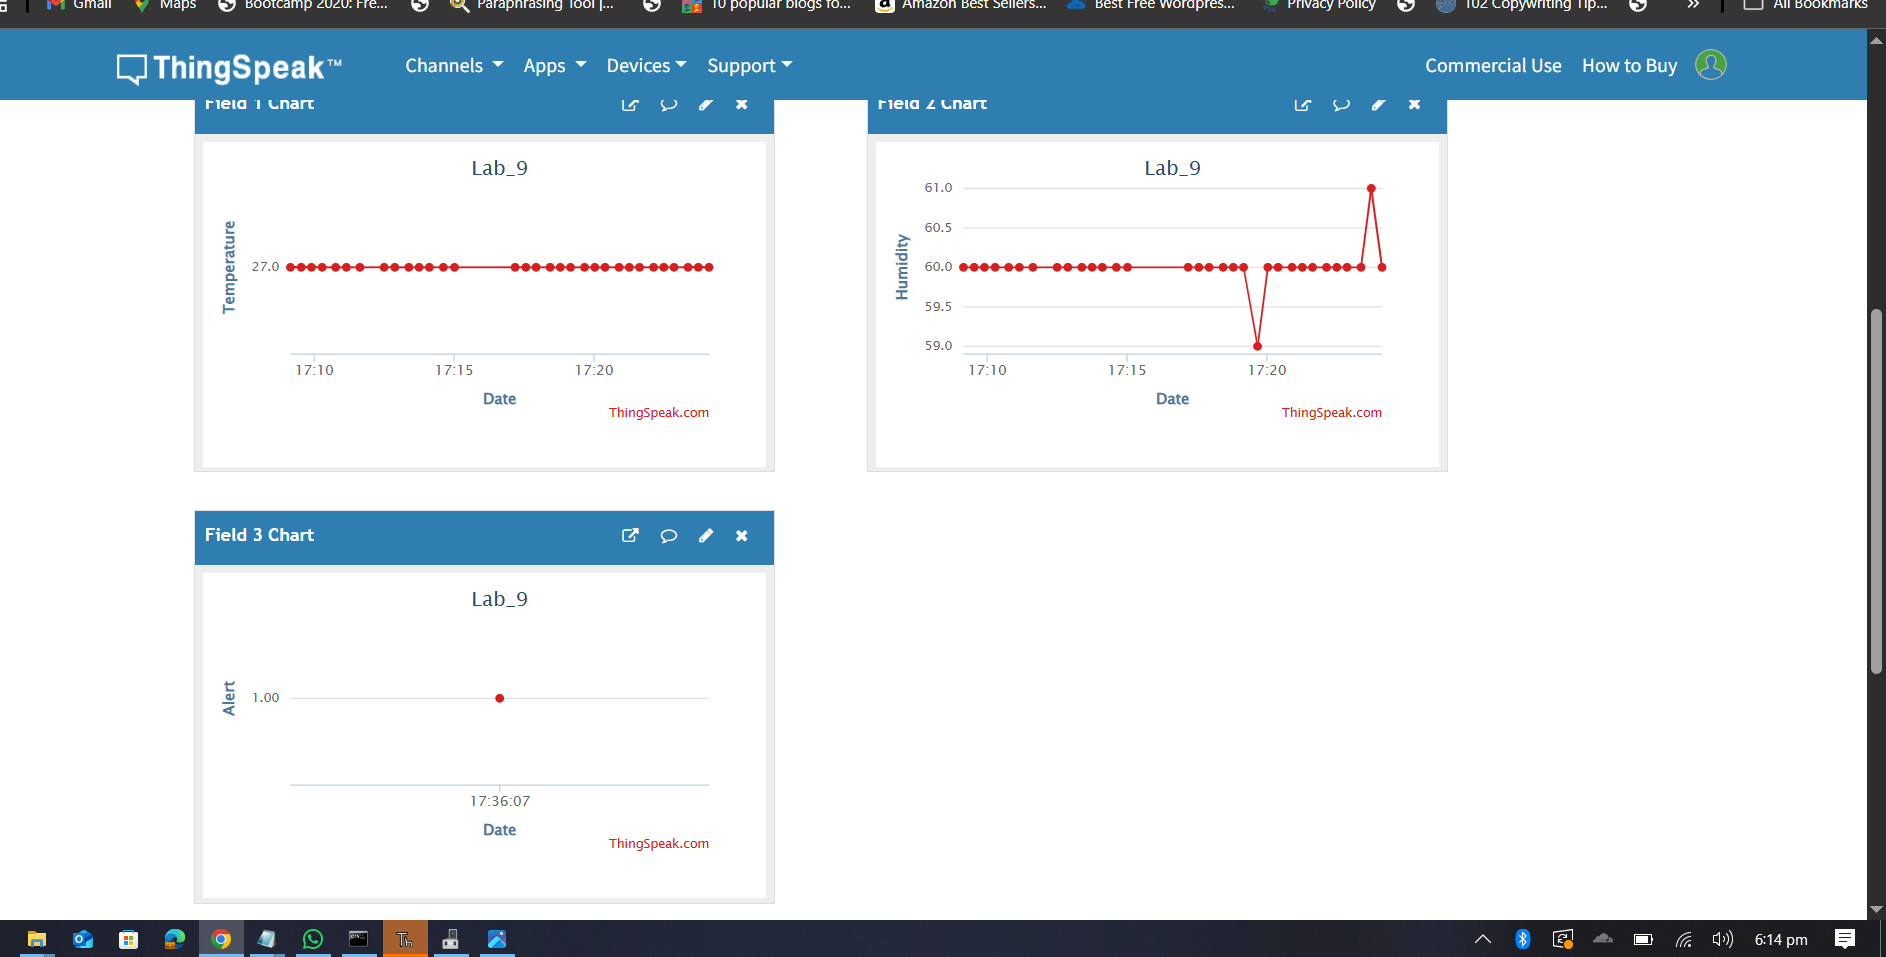 Gmail Maps Bootcamp 2020: Fre... Paraphrasing Tool |... 10 popular blogs fo... Amazon Best Sellers... Best Free Wordpres... Privacy Policy 102 Copywriting Tip... » All Bookmarks
ThingSpeak™ Channels Apps Devices Support Commercial Use How to Buy
Field 1 Chart
Lab_9
Temperature
27.0
17:10 17:15 17:20
Date
ThingSpeak.com
Field 2 Chart
Lab_9
Humidity
61.0
60.5
60.0
59.5
59.0
17:10 17:15 17:20
Date
ThingSpeak.com
Field 3 Chart
Lab_9
Alert
1.00
17:36:07
Date
ThingSpeak.com
Th
6:14 pm